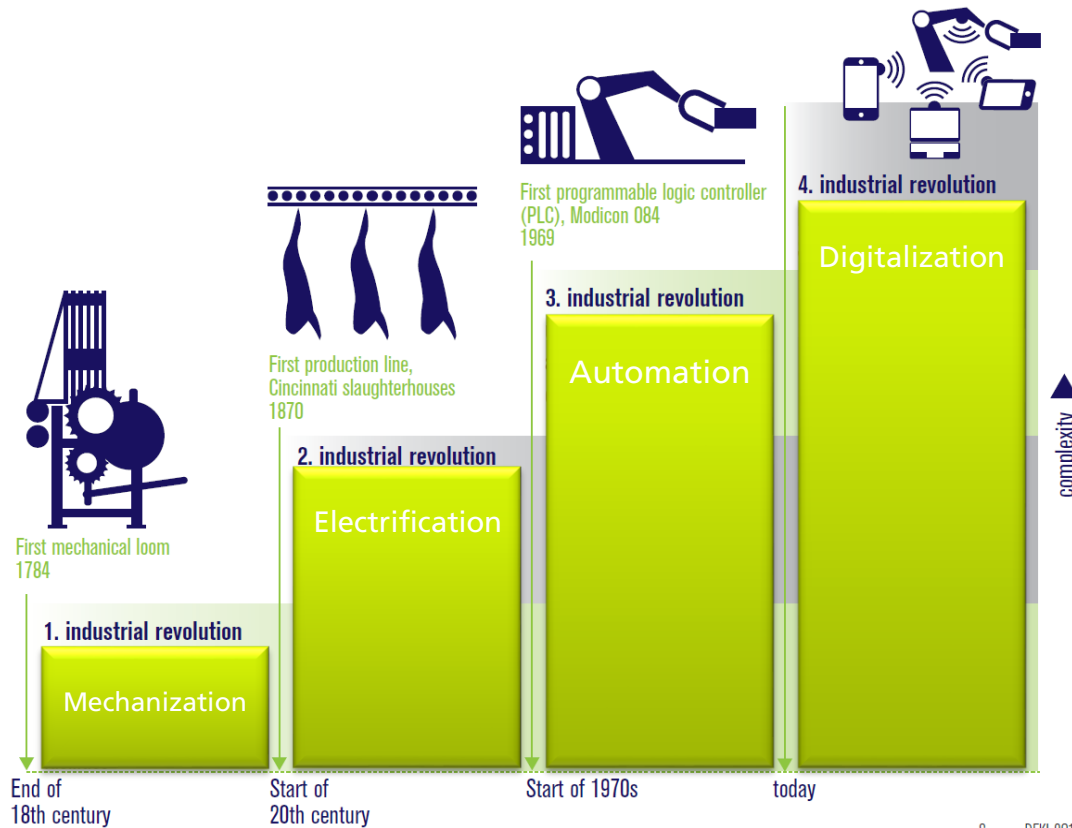 4. industrial revolution
Digitalization
First programmable logic controller
(PLC), Modicon 084
1969
3. industrial revolution
Automation
First production line,
Cincinnati slaughterhouses
1870
2. industrial revolution
Electrification
First mechanical loom
1784
1. industrial revolution
Mechanization
complexity
End of
18th century
Start of
20th century
Start of 1970s
today